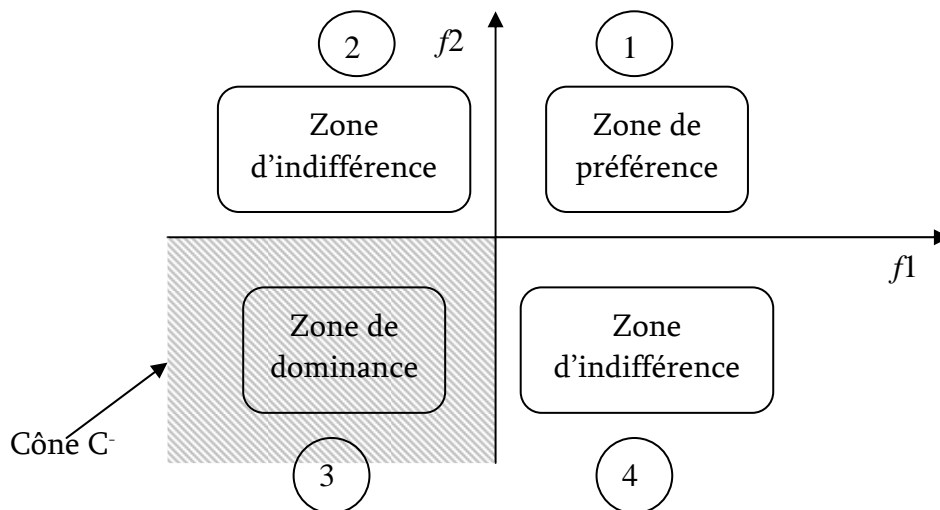 2
f2
1
Zone
d’indifférence
Zone de
préférence
f1
Zone de
dominance
Zone
d’indifférence
Cône C-
3
4